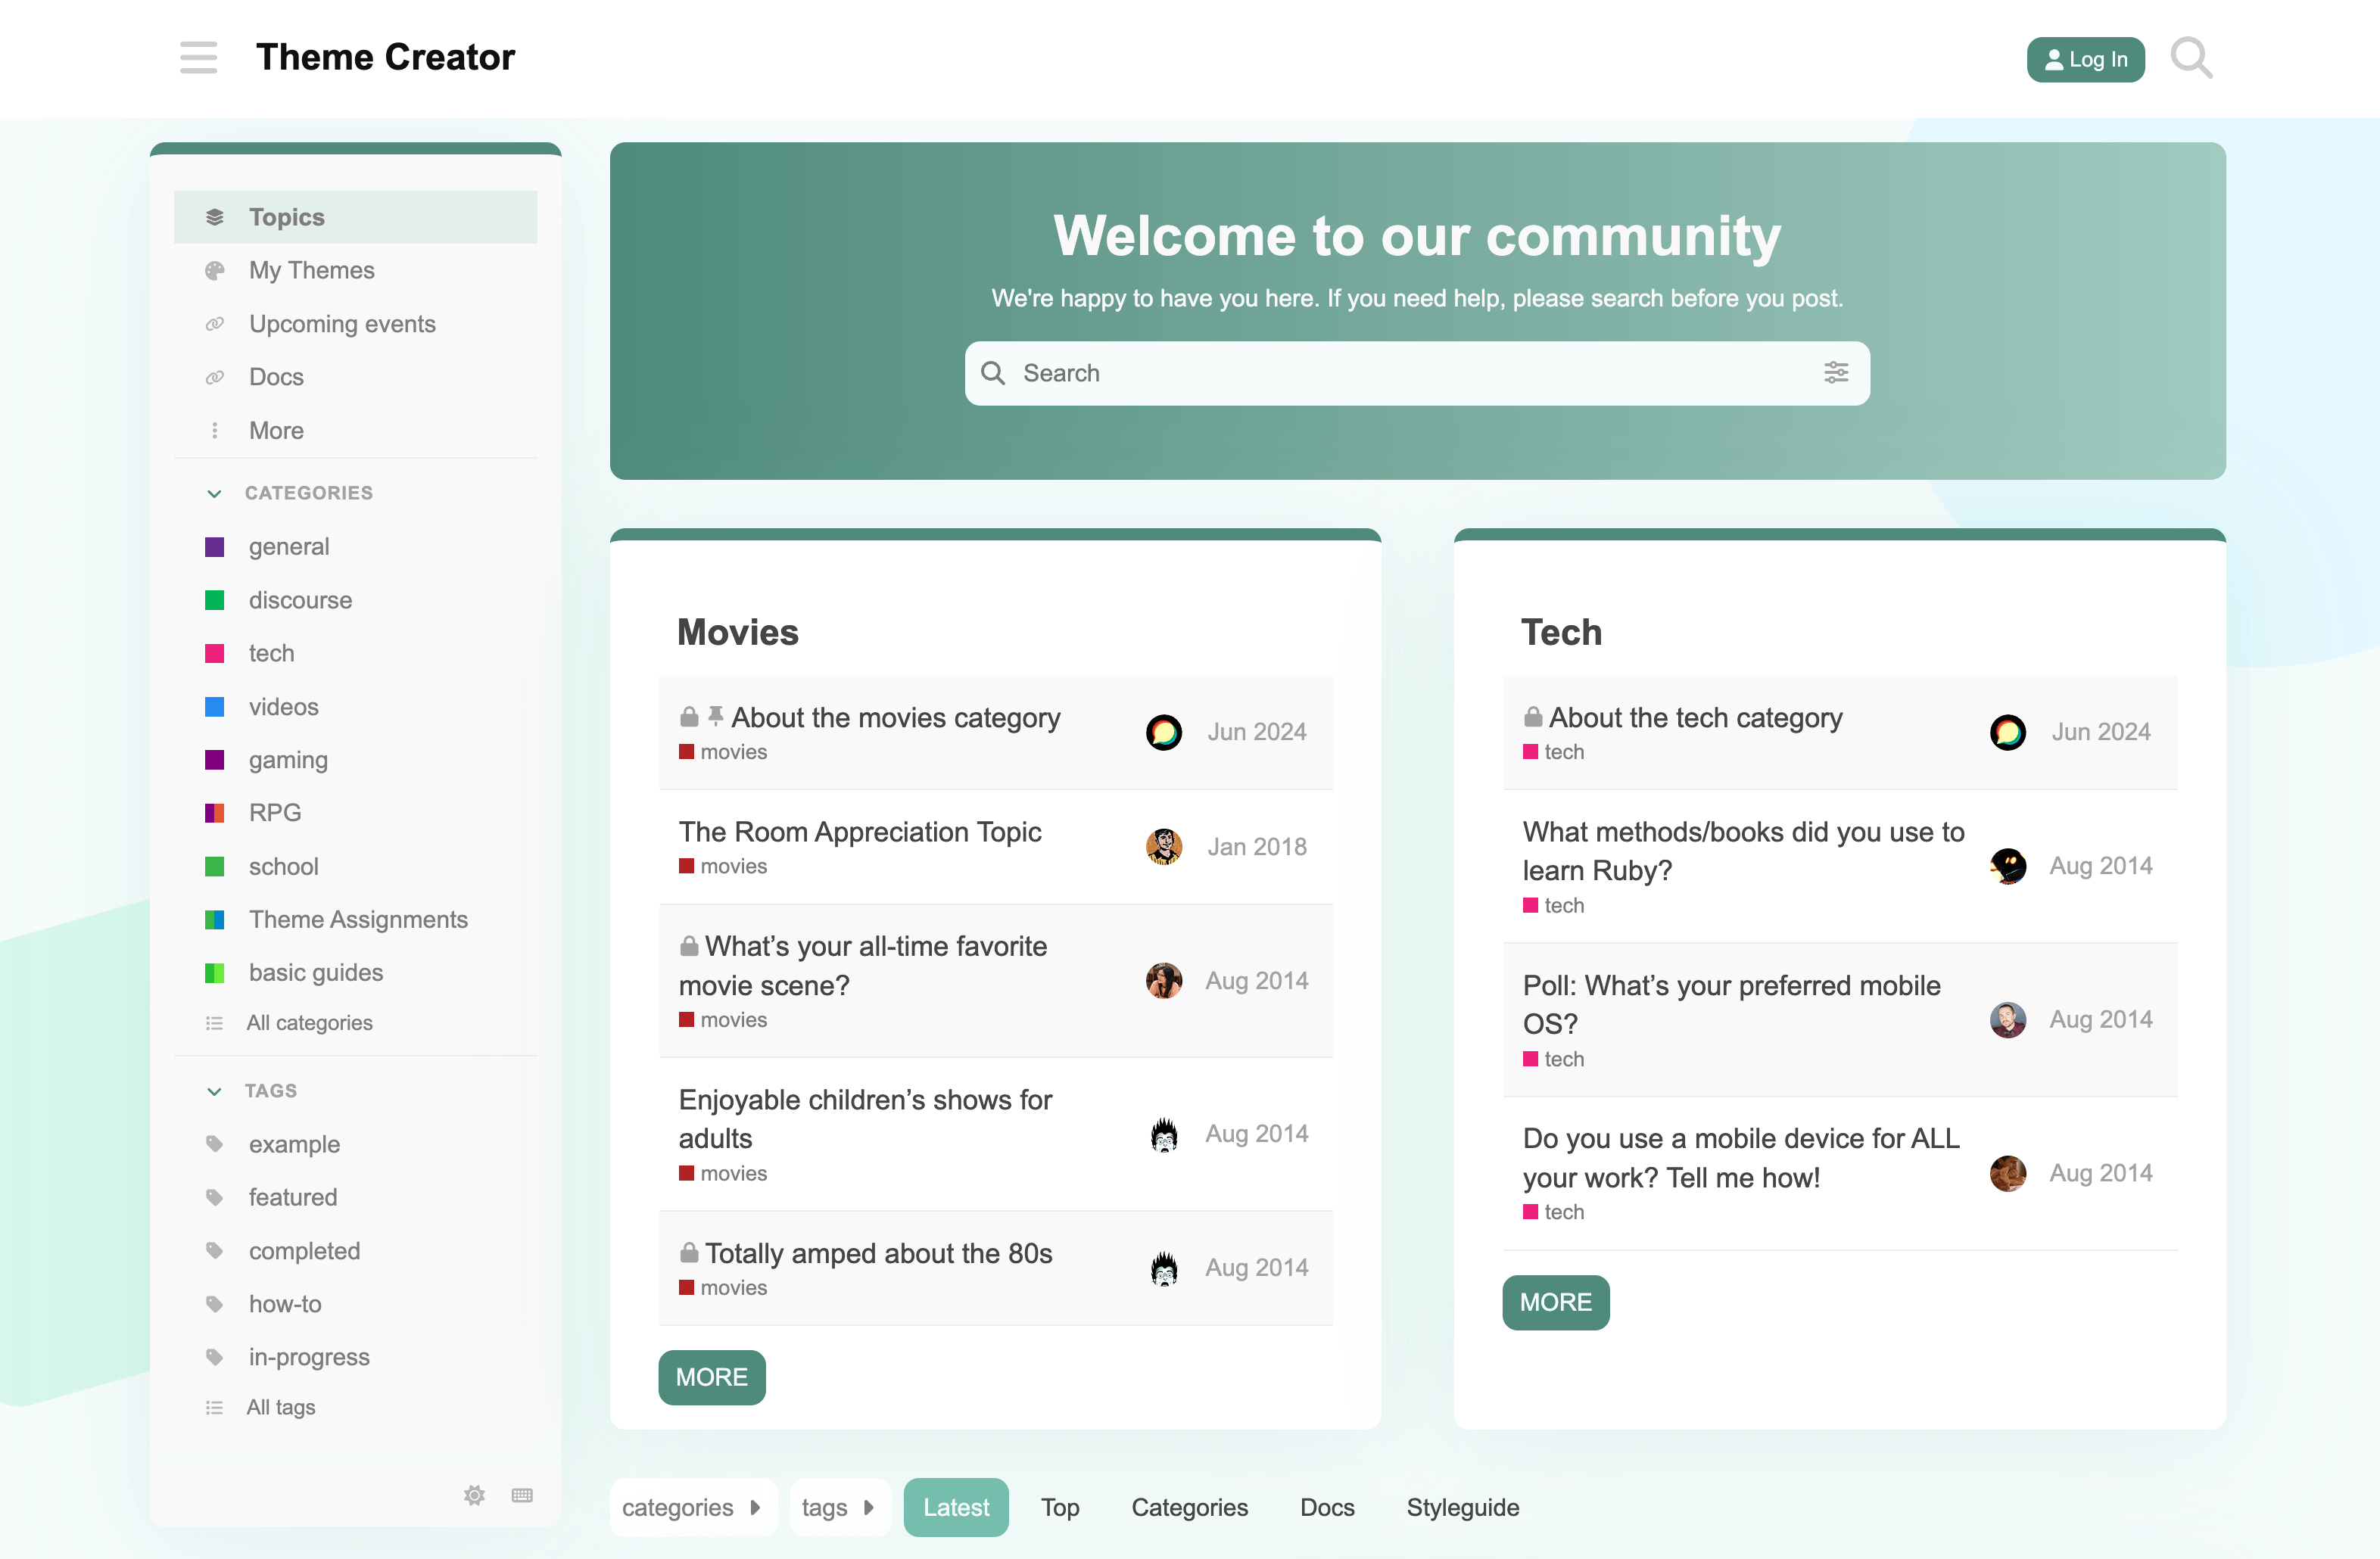 Theme Creator
Log In
Topics
My Themes
Upcoming events
Docs
More
CATEGORIES
general
discourse
tech
videos
gaming
RPG
school
Theme Assignments
basic guides
All categories
TAGS
example
featured
completed
how-to
in-progress
All tags
Welcome to our community
We're happy to have you here. If you need help, please search before you post.
Search
Movies
About the movies category
movies
Jun 2024
The Room Appreciation Topic
movies
Jan 2018
What’s your all-time favorite
movie scene?
movies
Aug 2014
Enjoyable children’s shows for
adults
movies
Aug 2014
Totally amped about the 80s
movies
Aug 2014
MORE
Tech
About the tech category
tech
Jun 2024
What methods/books did you use to
learn Ruby?
tech
Aug 2014
Poll: What’s your preferred mobile
OS?
tech
Aug 2014
Do you use a mobile device for ALL
your work? Tell me how!
tech
Aug 2014
MORE
categories
tags
Latest
Top
Categories
Docs
Styleguide